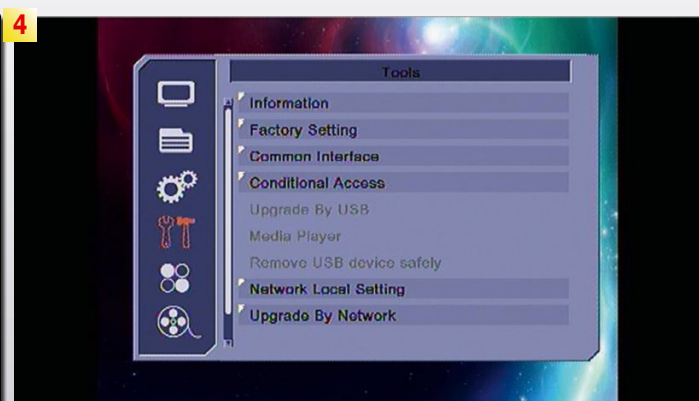 4
Tools
Information
Factory Setting
Common Interface
Conditional Access
Upgrade By USB
Media Player
Remove USB device safely
Network Local Setting
Upgrade By Network